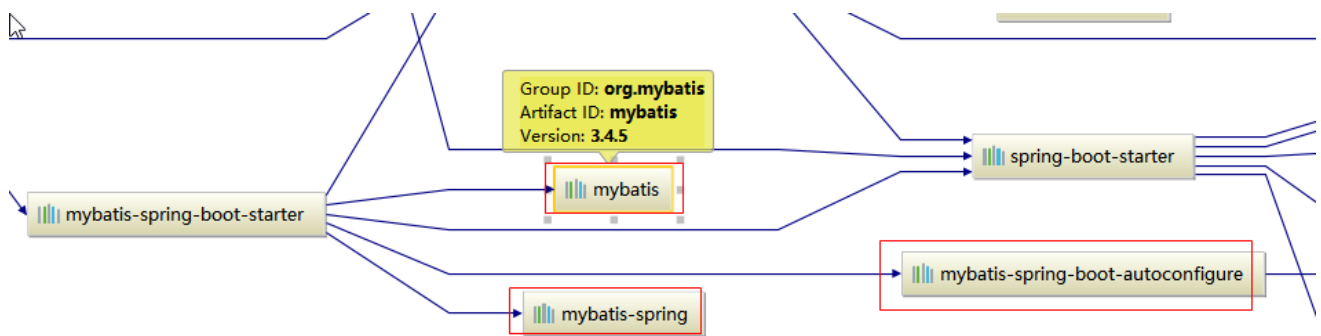 Group ID: org.mybatis
Artifact ID: mybatis
Version: 3.4.5
spring-boot-starter
mybatis
mybatis-spring-boot-starter
mybatis-spring-boot-autoconfigure
mybatis-spring